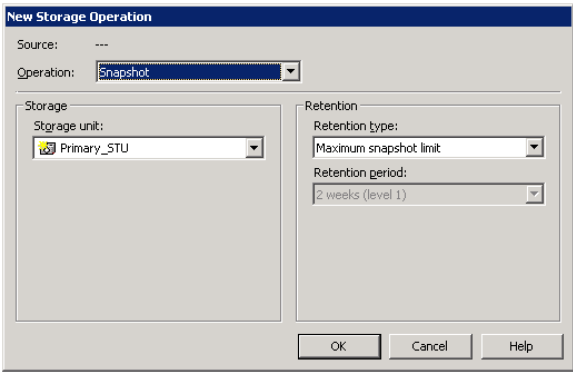 New Storage Operation
Source: ---
Operation: Snapshot
Storage
Storage unit:
Primary_STU
Retention
Retention type:
Maximum snapshot limit
Retention period:
2 weeks (level 1)
OK Cancel Help